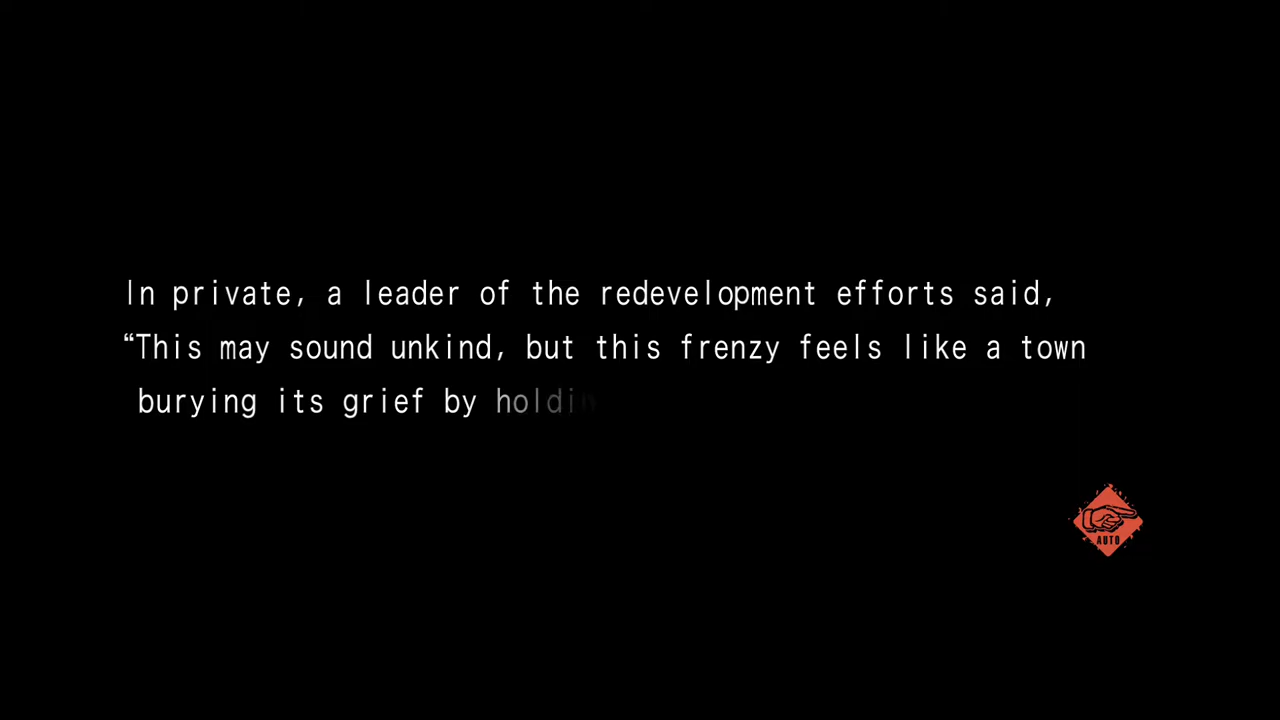 In private, a leader of the redevelopment efforts said,
“This may sound unkind, but this frenzy feels like a town
burying its grief by
AUTO